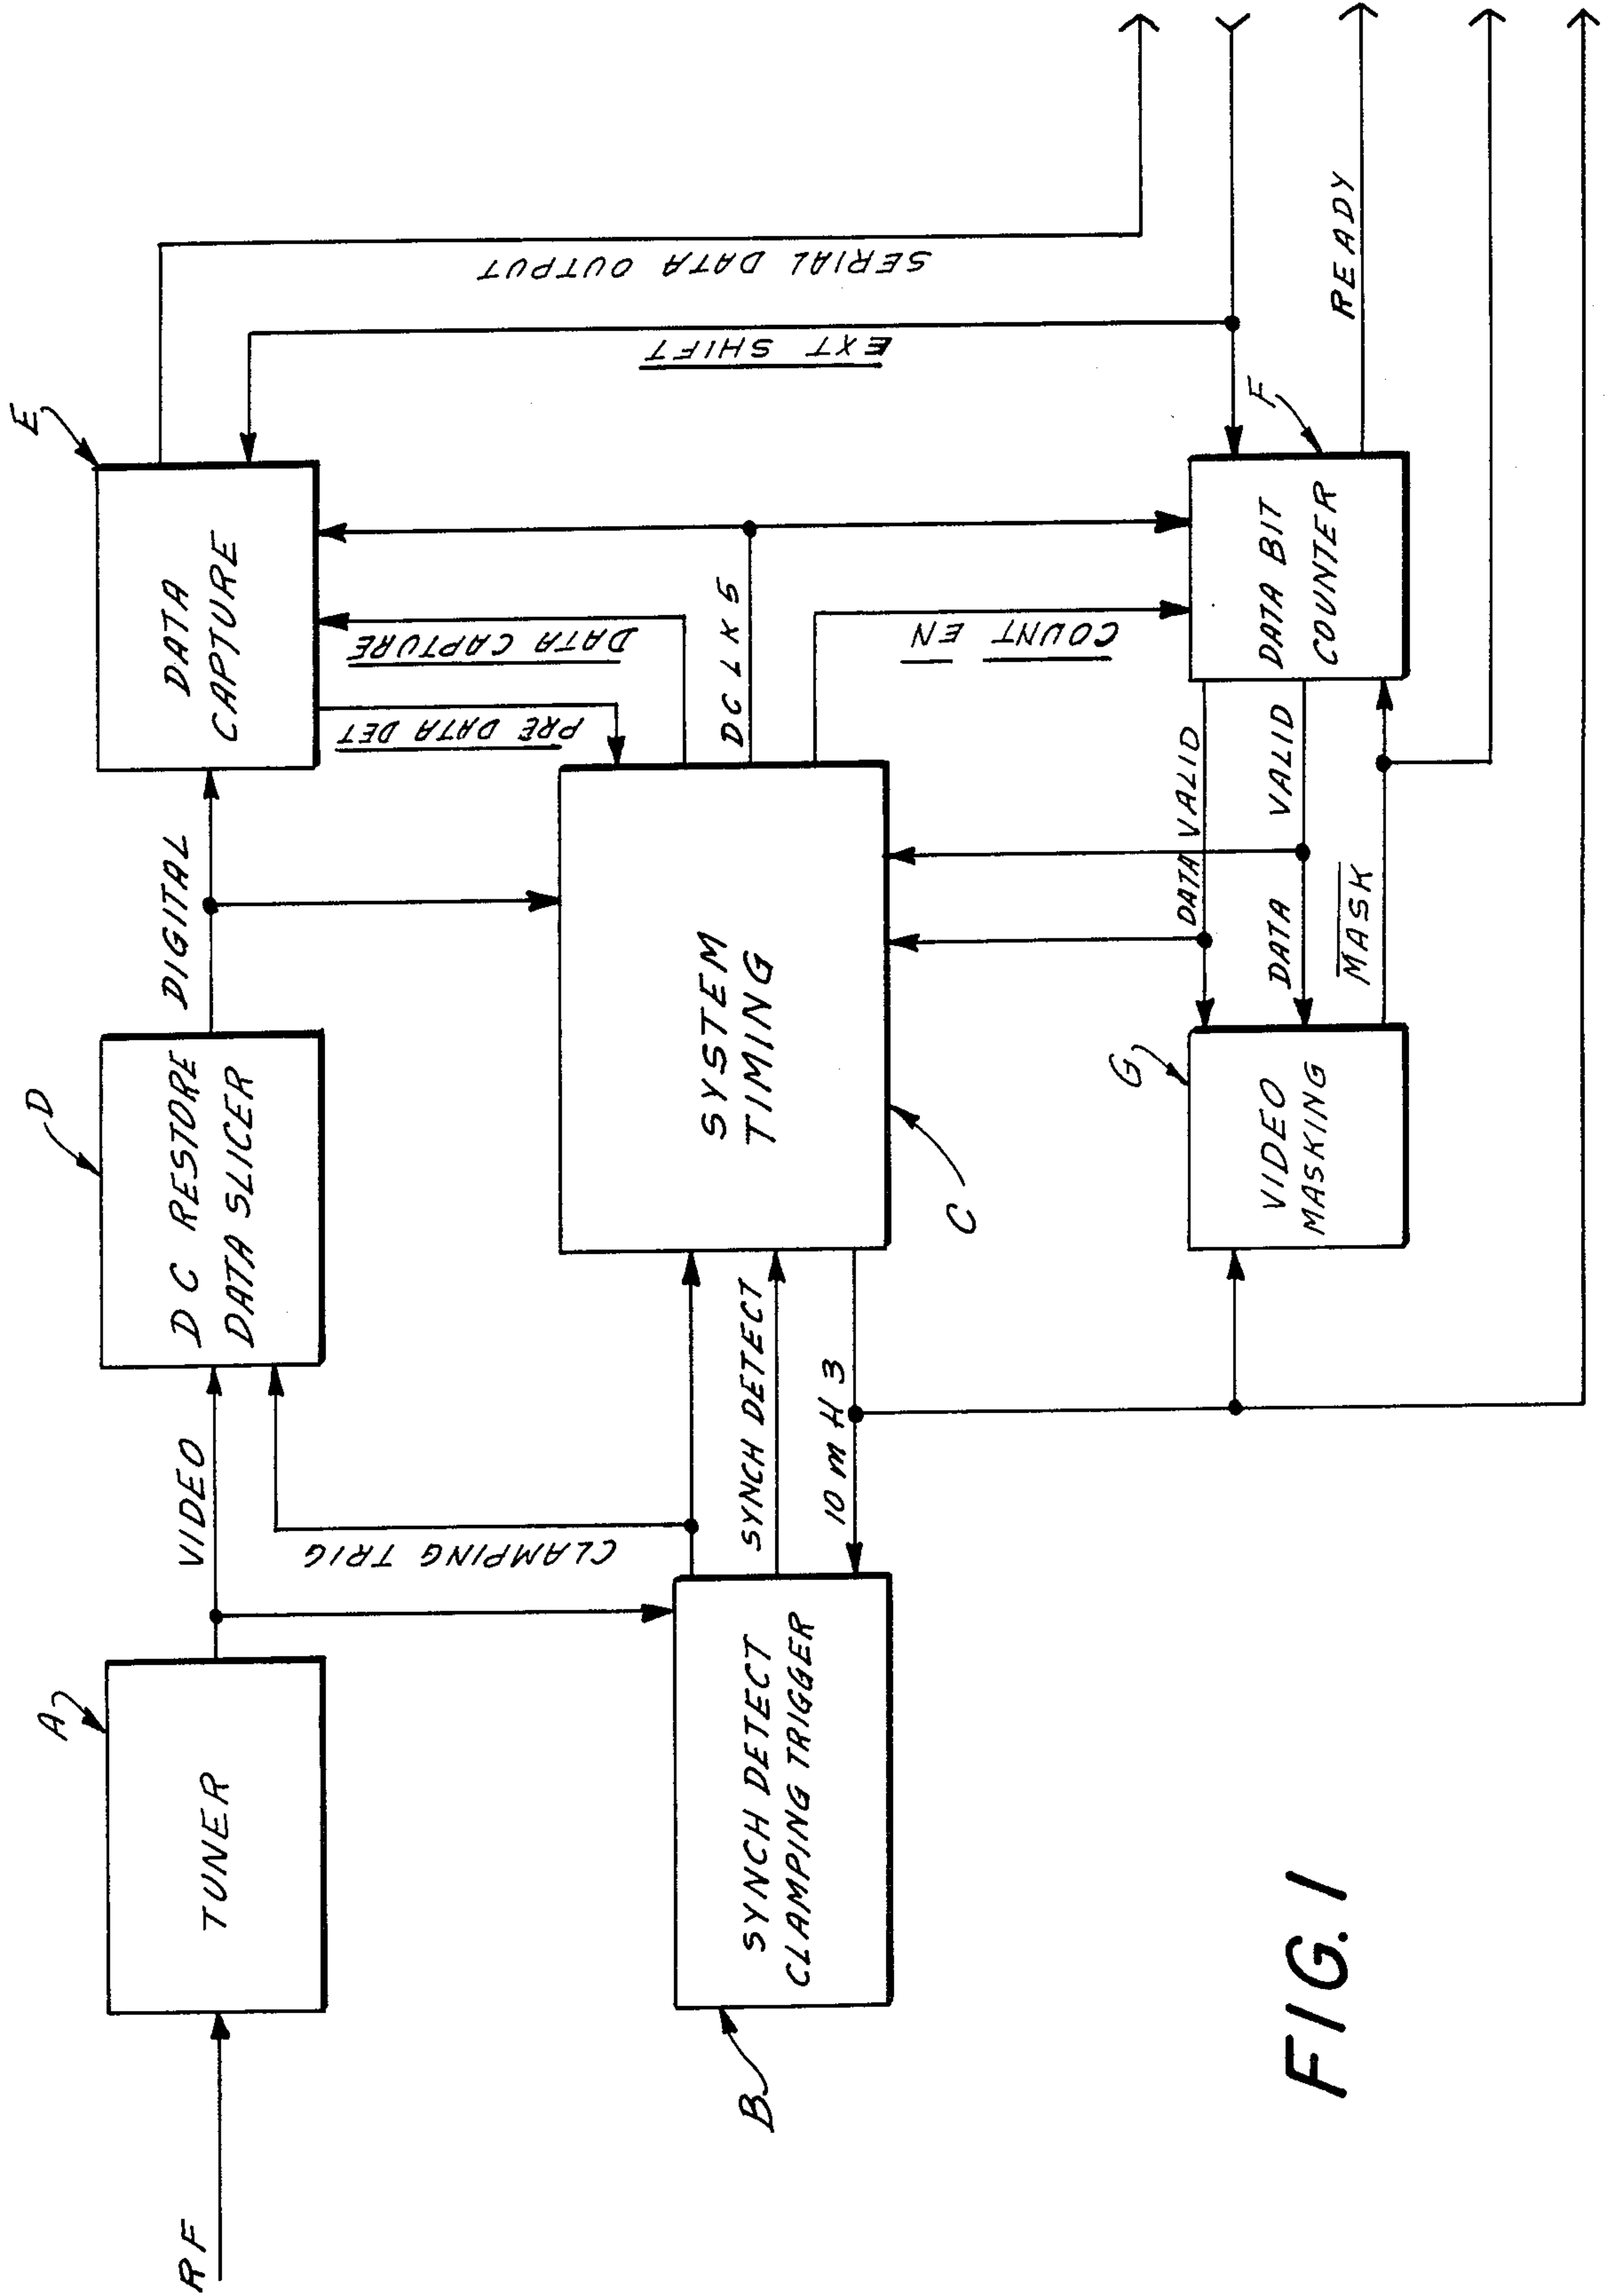 RF
A
TUNER
VIDEO
D
DC RESTORE
DATA SLICER
DIGITAL
E
DATA
CAPTURE
SERIAL DATA OUTPUT
EXT SHIFT
CLAMPING TRIG
PRE DATA DET
DATA CAPTURE
DCLK5
COUNT EN
B
SYNCH DETECT
CLAMPING TRIGGER
SYNCH DETECT
10 mH3
SYSTEM
TIMING
C
G
VIDEO
MASKING
DATA VALID
DATA VALID
MASK
F
DATA BIT
COUNTER
READY
FIG. 1